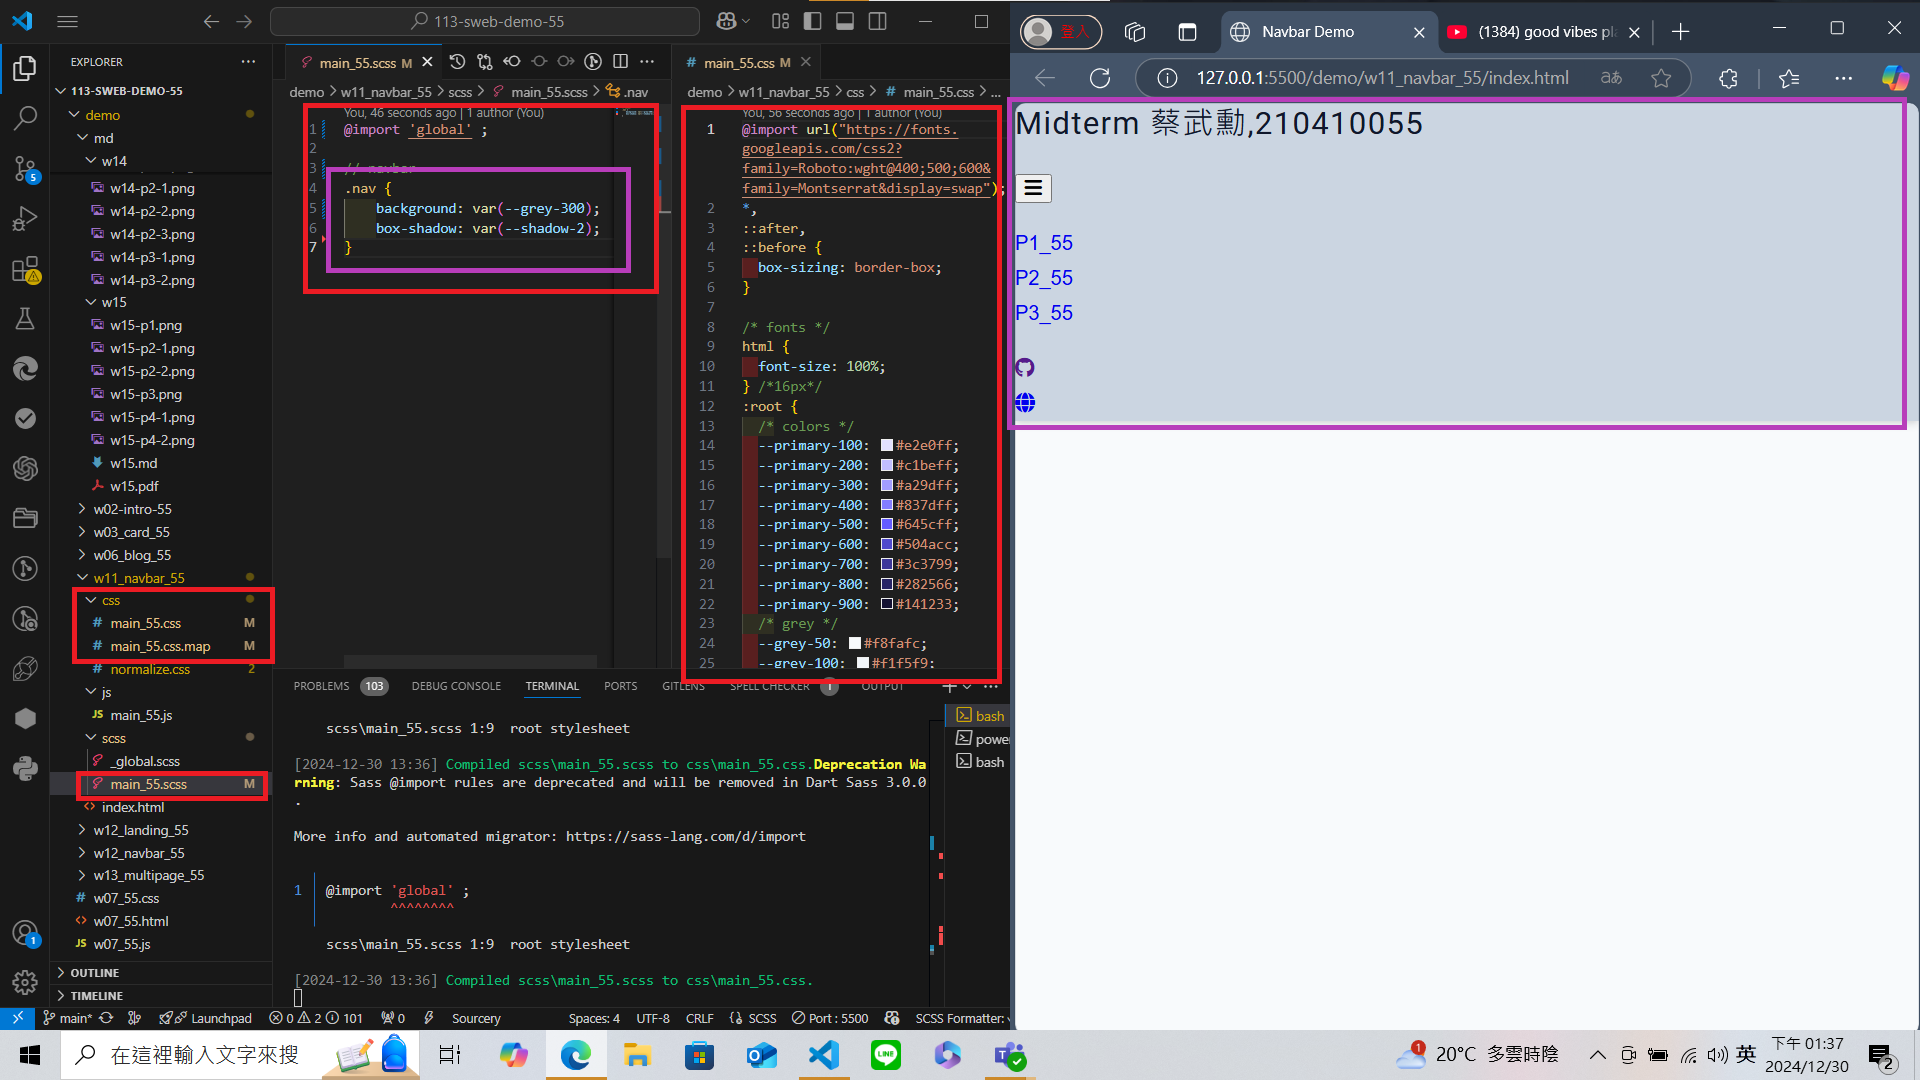 113-sweb-demo-55
EXPLORER
113-SWEB-DEMO-55
demo
md
w14
w14-p2-1.png
w14-p2-2.png
w14-p2-3.png
w14-p3-1.png
w14-p3-2.png
w15
w15-p1.png
w15-p2-1.png
w15-p2-2.png
w15-p3.png
w15-p4-1.png
w15-p4-2.png
w15.md
w15.pdf
w02-intro-55
w03_card_55
w06_blog_55
w11_navbar_55
css
main_55.css M
main_55.css.map M
normalize.css 2
js
JS main_55.js
scss
_global.scss
main_55.scss M
index.html
w12_landing_55
w12_navbar_55
w13_multipage_55
w07_55.css
w07_55.html
JS w07_55.js
OUTLINE
TIMELINE
5
1
main_55.scss M
demo > w11_navbar_55 > scss > main_55.scss > .nav
You, 46 seconds ago | 1 author (You)
1 @import 'global' ;
2
3 // navbar
4 .nav {
5 background: var(--grey-300);
6 box-shadow: var(--shadow-2);
7 }
# main_55.css M
demo > w11_navbar_55 > css > # main_55.css > ...
You, 56 seconds ago | 1 author (You)
1 @import url("https://fonts.
googleapis.com/css2?
family=Roboto:wght@400;500;600&
family=Montserrat&display=swap");
2 *,
3 ::after,
4 ::before {
5 box-sizing: border-box;
6 }
7
8 /* fonts */
9 html {
10 font-size: 100%;
11 } /*16px*/
12 :root {
13 /* colors */
14 --primary-100: #e2e0ff;
15 --primary-200: #c1beff;
16 --primary-300: #a29dff;
17 --primary-400: #837dff;
18 --primary-500: #645cff;
19 --primary-600: #504acc;
20 --primary-700: #3c3799;
21 --primary-800: #282566;
22 --primary-900: #141233;
23 /* grey */
24 --grey-50: #f8fafc;
25 --grey-100: #f1f5f9;
PROBLEMS 103 DEBUG CONSOLE TERMINAL PORTS GITLENS SPELL CHECKER 1 OUTPUT
scss\main_55.scss 1:9 root stylesheet
[2024-12-30 13:36] Compiled scss\main_55.scss to css\main_55.css.Deprecation Wa
rning: Sass @import rules are deprecated and will be removed in Dart Sass 3.0.0
.
More info and automated migrator: https://sass-lang.com/d/import
1 @import 'global' ;
^^^^^^^^
scss\main_55.scss 1:9 root stylesheet
[2024-12-30 13:36] Compiled scss\main_55.scss to css\main_55.css.
bash
powe
bash
main* Launchpad 0 2 101 0 Sourcery Spaces: 4 UTF-8 CRLF SCSS Port : 5500 SCSS Formatter:
登入
Navbar Demo
(1384) good vibes pl
127.0.0.1:5500/demo/w11_navbar_55/index.html
Midterm 蔡武勳,210410055
P1_55
P2_55
P3_55
在這裡輸入文字來搜
LINE
1
20°C 多雲時陰
英
下午 01:37
2024/12/30
2